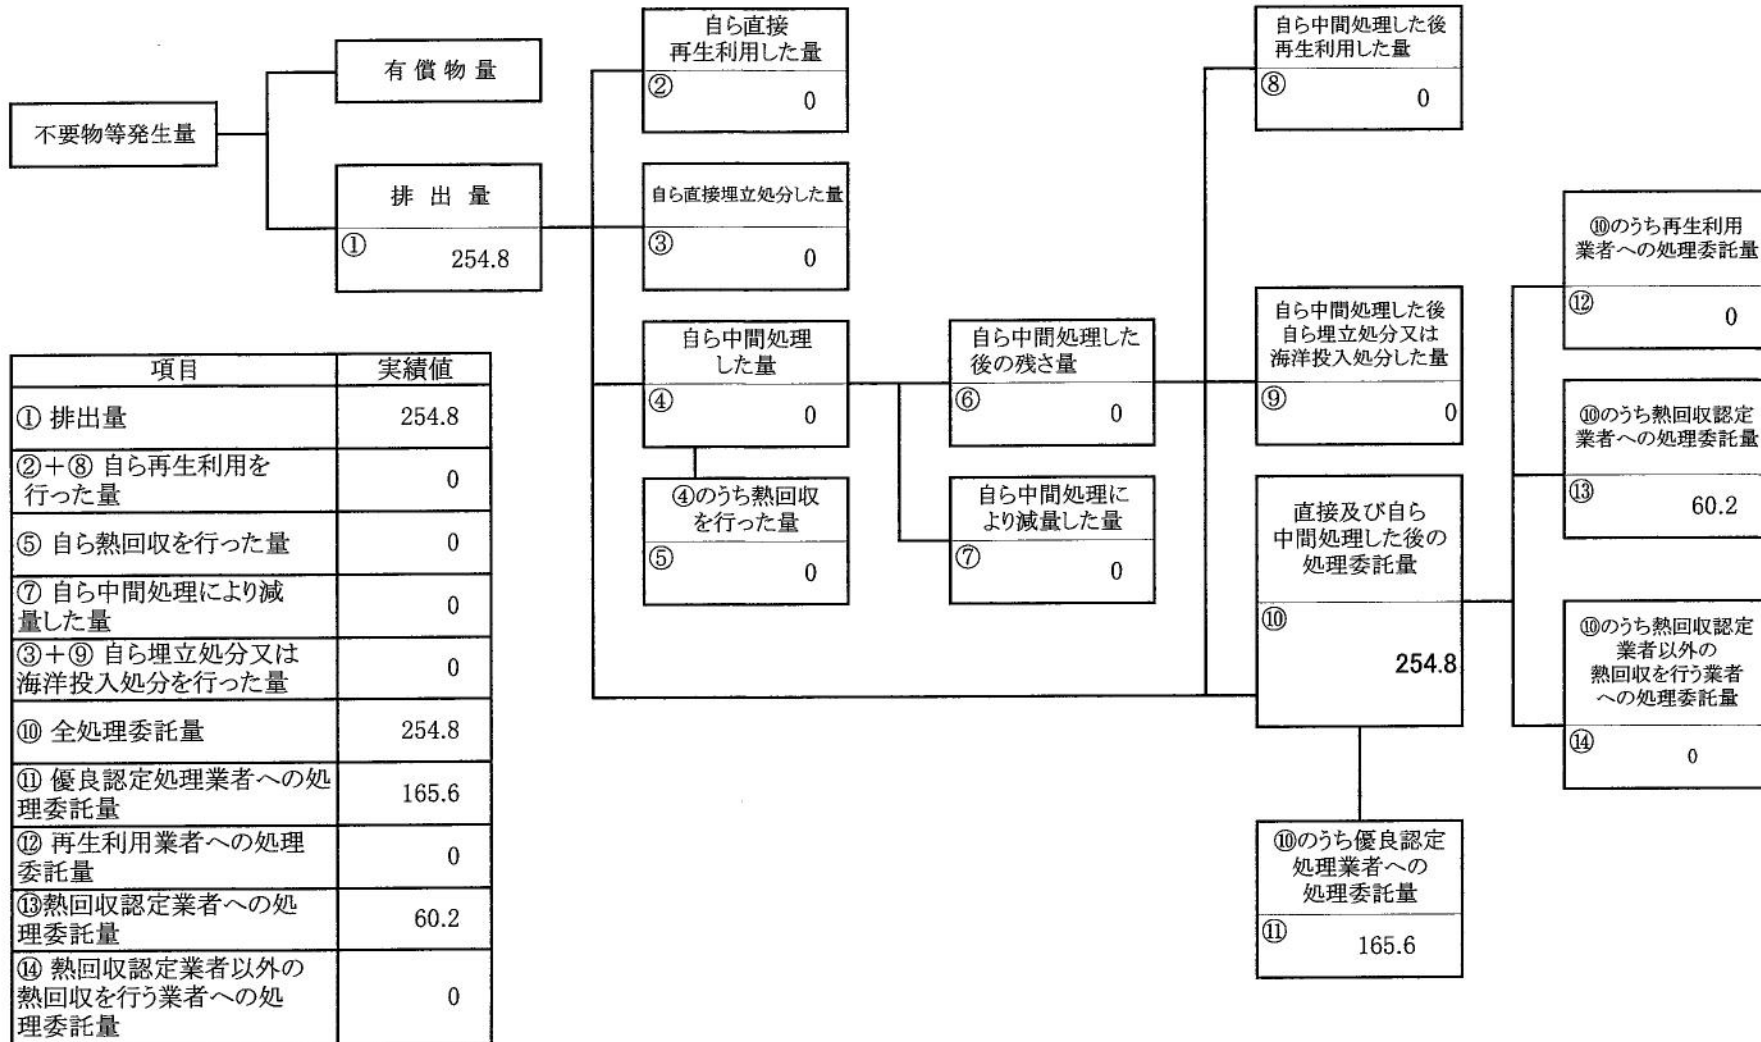 不要物等発生量
有償物量
排出量
①
254.8
自ら直接
再生利用した量
②
0
自ら直接埋立処分した量
③
0
自ら中間処理
した量
④
0
④のうち熱回収
を行った量
⑤
0
自ら中間処理した
後の残さ量
⑥
0
自ら中間処理に
より減量した量
⑦
0
自ら中間処理した後
再生利用した量
⑧
0
自ら中間処理した後
自ら埋立処分又は
海洋投入処分した量
⑨
0
直接及び自ら
中間処理した後の
処理委託量
⑩
254.8
⑩のうち優良認定
処理業者への
処理委託量
⑪
165.6
⑩のうち再生利用
業者への処理委託量
⑫
0
⑩のうち熱回収認定
業者への処理委託量
⑬
60.2
⑩のうち熱回収認定
業者以外の
熱回収を行う業者
への処理委託量
⑭
0
項目 実績値
① 排出量 254.8
②+⑧ 自ら再生利用を
行った量 0
⑤ 自ら熱回収を行った量 0
⑦ 自ら中間処理により減
量した量 0
③+⑨ 自ら埋立処分又は
海洋投入処分を行った量 0
⑩ 全処理委託量 254.8
⑪ 優良認定処理業者への処
理委託量 165.6
⑫ 再生利用業者への処理
委託量 0
⑬熱回収認定業者への処
理委託量 60.2
⑭ 熱回収認定業者以外の
熱回収を行う業者への処
理委託量 0